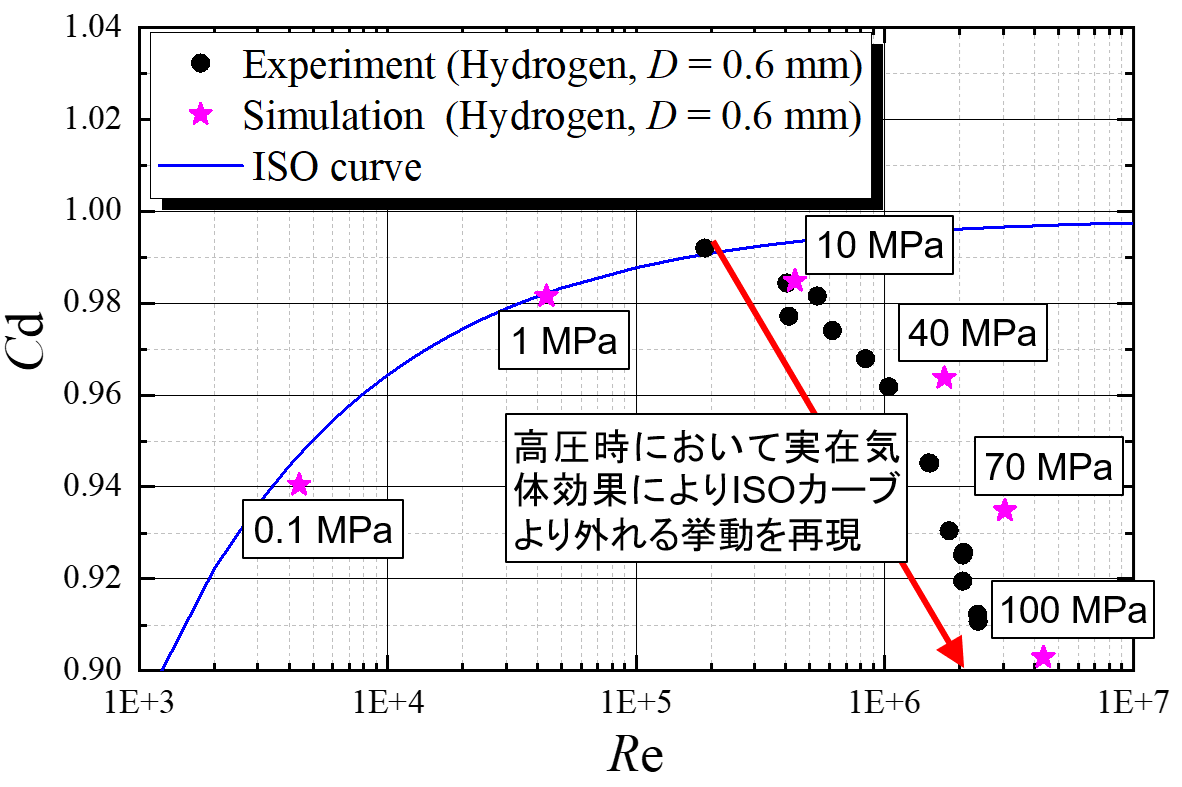 1.04
1.02
1.00
0.98
0.96
0.94
0.92
0.90
Cd
Experiment (Hydrogen, D = 0.6 mm)
Simulation (Hydrogen, D = 0.6 mm)
ISO curve
10 MPa
1 MPa
40 MPa
高圧時において実在気
体効果によりISOカーブ
より外れる挙動を再現
70 MPa
0.1 MPa
100 MPa
1E+3
1E+4
1E+5
1E+6
1E+7
Re